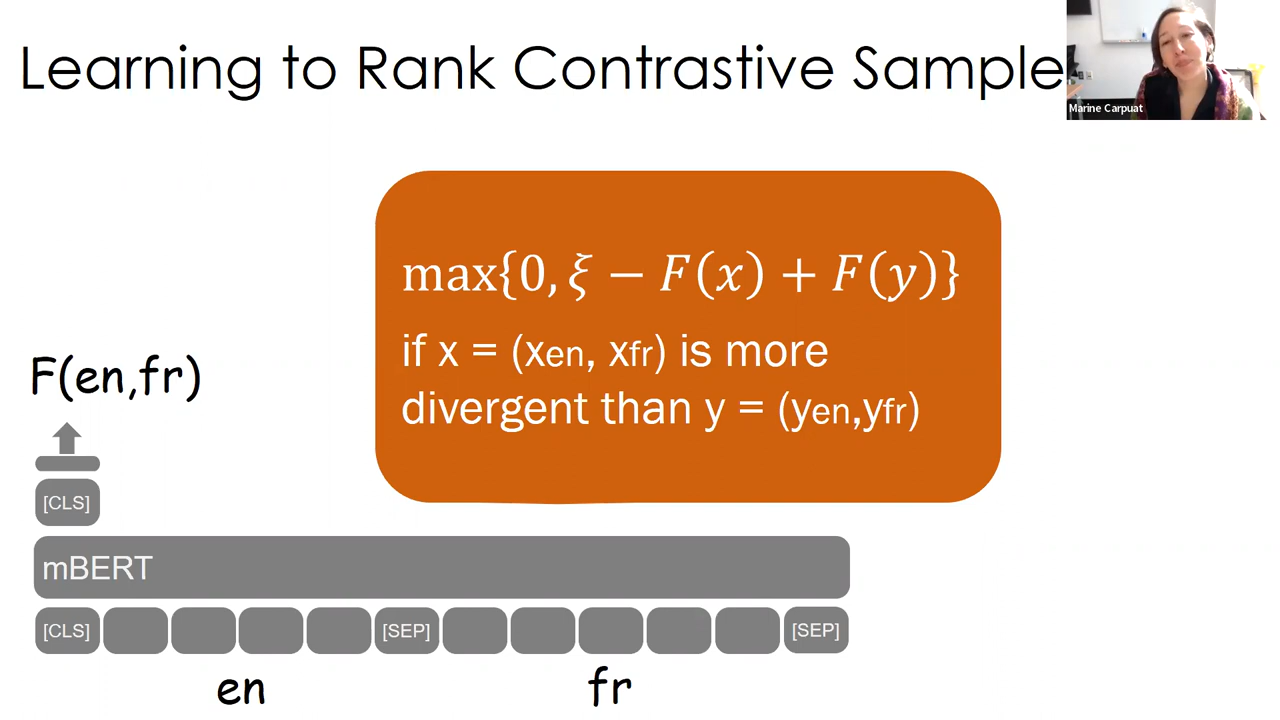 Learning to Rank Contrastive Sample
Marine Carpuat
max{0, ξ − F(x) + F(y)}
if x = (xen, xfr) is more
divergent than y = (yen,yfr)
F(en,fr)
[CLS]
mBERT
[CLS] [SEP] [SEP]
en fr